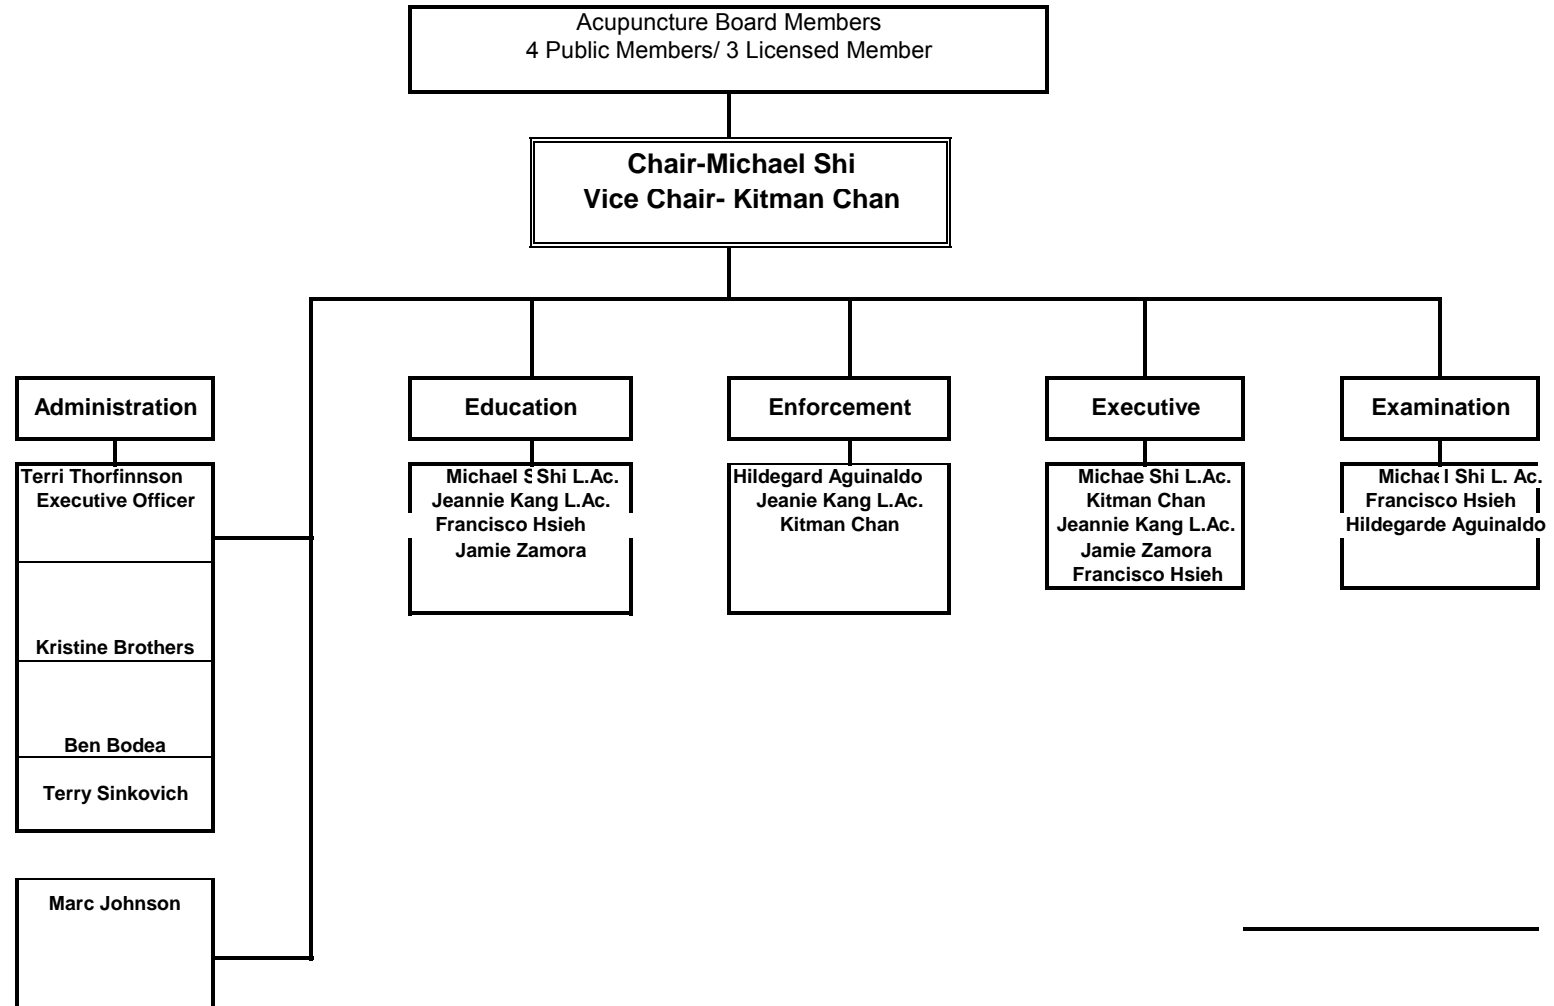 Acupuncture Board Members
4 Public Members/ 3 Licensed Member
Chair-Michael Shi
Vice Chair- Kitman Chan
Administration
Terri Thorfinnson
Executive Officer
Kristine Brothers
Ben Bodea
Terry Sinkovich
Marc Johnson
Education
Michael S Shi L.Ac.
Jeannie Kang L.Ac.
Francisco Hsieh
Jamie Zamora
Enforcement
Hildegard Aguinaldo
Jeanie Kang L.Ac.
Kitman Chan
Executive
Michae Shi L.Ac.
Kitman Chan
Jeannie Kang L.Ac.
Jamie Zamora
Francisco Hsieh
Examination
Michael Shi L. Ac.
Francisco Hsieh
Hildegarde Aguinaldo